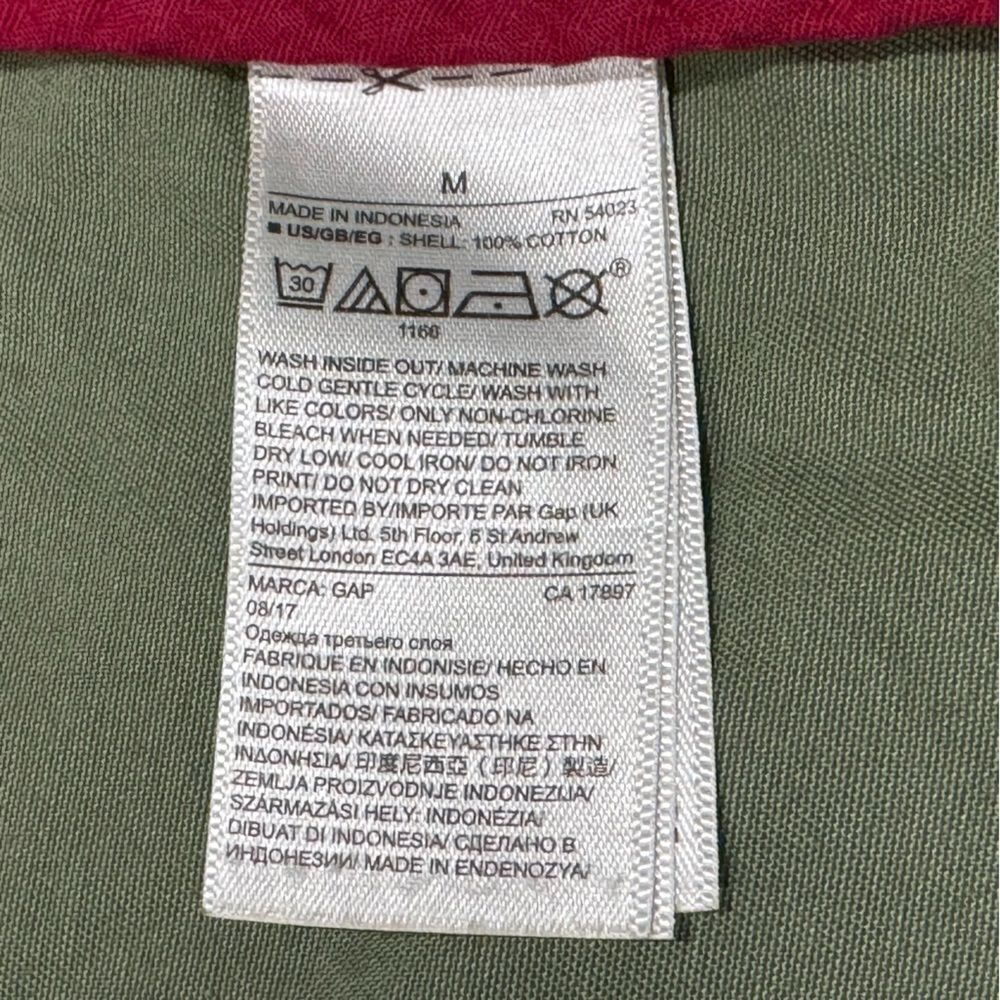 M
MADE IN INDONESIA RN 54023
■ US/GB/EG : SHELL: 100% COTTON
30
®
1160
WASH INSIDE OUT/ MACHINE WASH
COLD GENTLE CYCLE/ WASH WITH
LIKE COLORS/ ONLY NON-CHLORINE
BLEACH WHEN NEEDED/ TUMBLE
DRY LOW/ COOL IRON/ DO NOT IRON
PRINT/ DO NOT DRY CLEAN
IMPORTED BY/IMPORTE PAR Gap (UK
Holdings) Ltd. 5th Floor, 6 St Andrew
Street London EC4A 3AE, United Kingdom
MARCA: GAP CA 17897
08/17
Одежда третьего слоя
FABRIQUE EN INDONISIE/ HECHO EN
INDONESIA CON INSUMOS
IMPORTADOS/ FABRICADO NA
INDONÉSIA/ ΚΑΤΑΣΚΕΥΑΣΤΗΚΕ ΣΤΗΝ
ΙΝΔΟΝΗΣΙΑ/ 印度尼西亞（印尼）製造/
ZEMLJA PROIZVODNJE INDONEZIJA/
SZÁRMAZÁSI HELY: INDONÉZIA/
DIBUAT DI INDONESIA/ СДЕЛАНО В
ИНДОНЕЗИИ/ MADE IN ENDENOZYA/